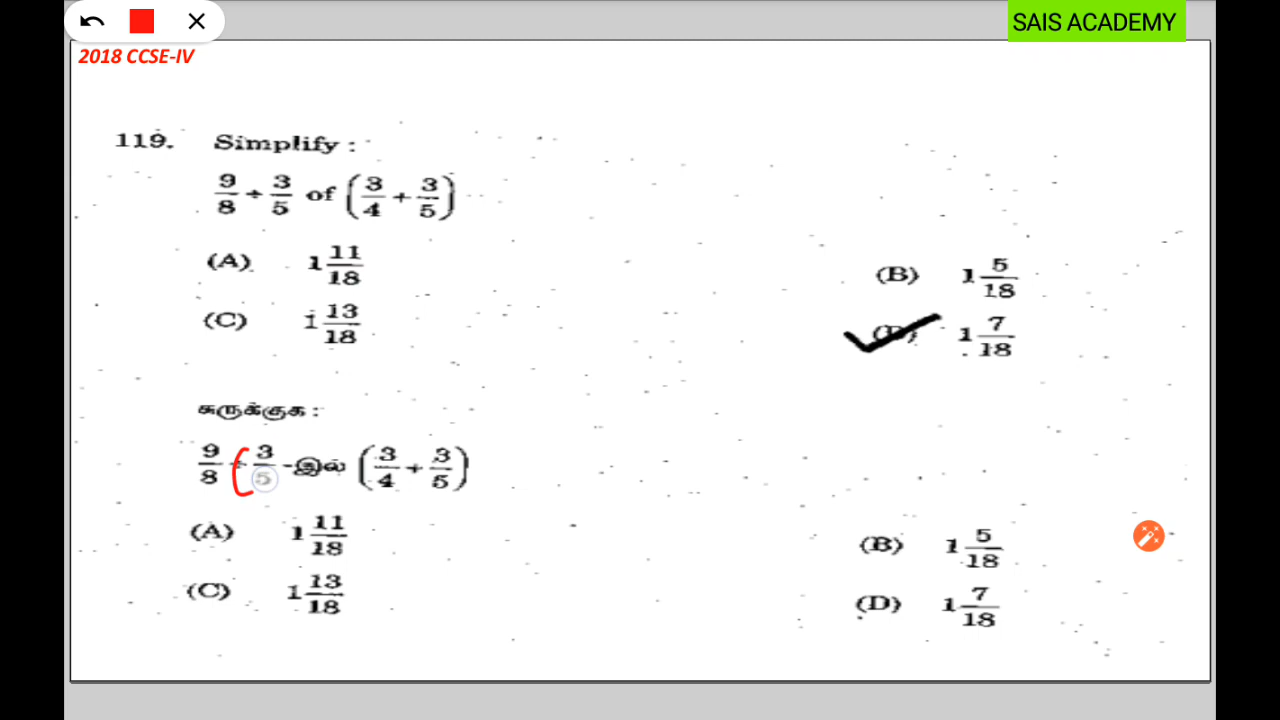 SAIS ACADEMY
2018 CCSE-IV
119. Simplify :
9/8 ÷ 3/5 of (3/4 + 3/5)
(A) 1 11/18 (B) 1 5/18
(C) 1 13/18 (D) 1 7/18
சுருக்குக :
9/8 ÷ 3/5 -இல் (3/4 + 3/5)
(A) 1 11/18 (B) 1 5/18
(C) 1 13/18 (D) 1 7/18